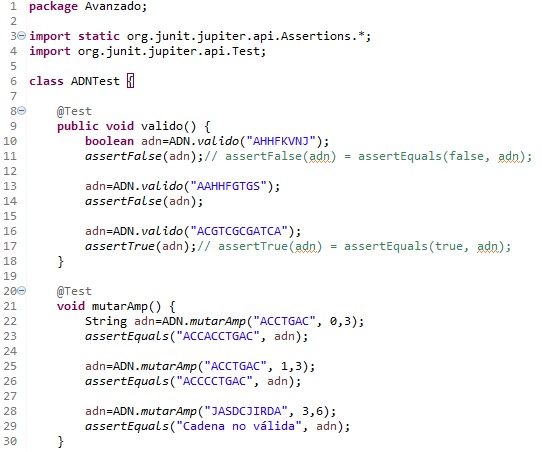 1 package Avanzado;
2
3 import static org.junit.jupiter.api.Assertions.*;
4 import org.junit.jupiter.api.Test;
5
6 class ADNTest {
7
8 @Test
9 public void valido() {
10 boolean adn=ADN.valido("AHHFKVNJ");
11 assertFalse(adn);// assertFalse(adn) = assertEquals(false, adn);
12
13 adn=ADN.valido("AAHHFGTGS");
14 assertFalse(adn);
15
16 adn=ADN.valido("ACGTCGCGATCA");
17 assertTrue(adn);// assertTrue(adn) = assertEquals(true, adn);
18 }
19
20 @Test
21 void mutarAmp() {
22 String adn=ADN.mutarAmp("ACCTGAC", 0,3);
23 assertEquals("ACCACCTGAC", adn);
24
25 adn=ADN.mutarAmp("ACCTGAC", 1,3);
26 assertEquals("ACCCCTGAC", adn);
27
28 adn=ADN.mutarAmp("JASDCJIRDA", 3,6);
29 assertEquals("Cadena no válida", adn);
30 }